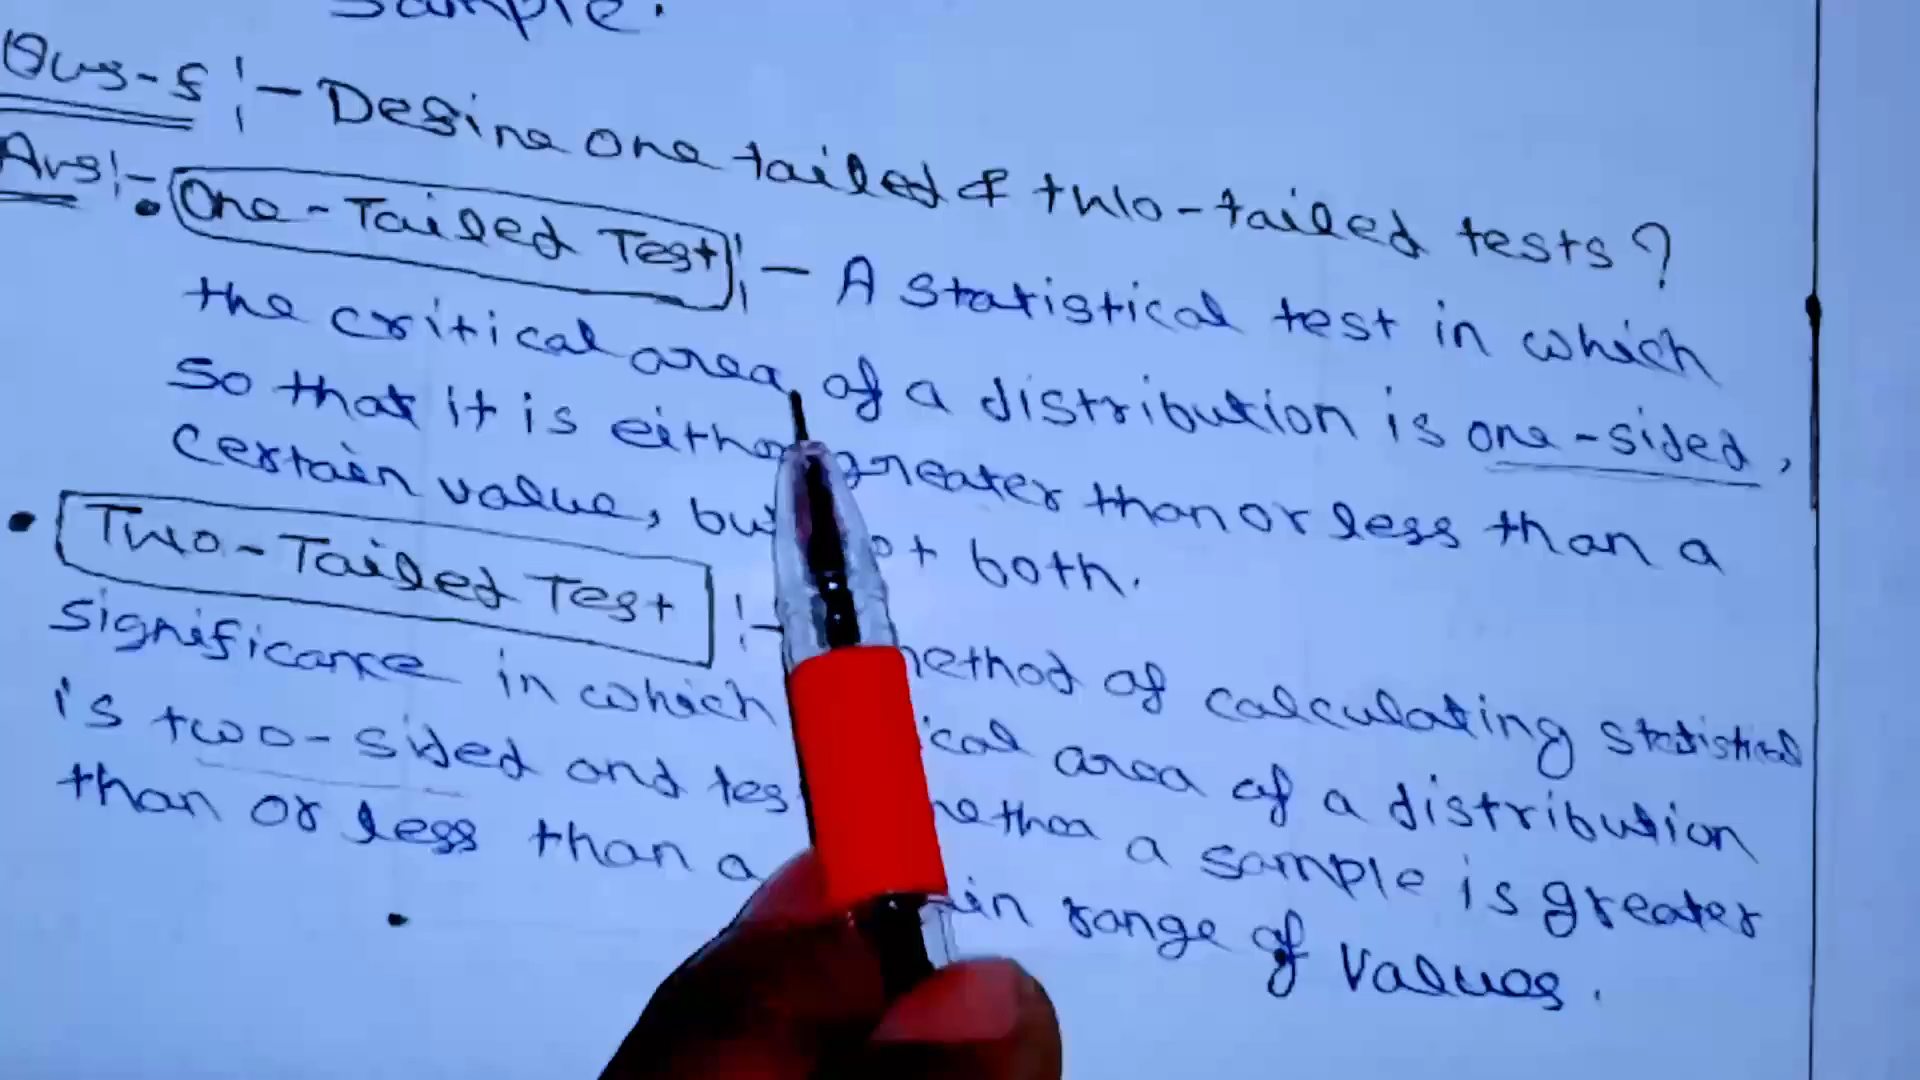 Sample.
Ques-5:- Define one tailed & two-tailed tests?
Ans:- • One-Tailed Test :- A statistical test in which
the critical area of a distribution is one-sided,
so that it is either greater than or less than a
certain value, but not both.
• Two-Tailed Test :- method of calculating statistical
significance in which area of a distribution
is two-sided and a sample is greater
than or less than a range of values.